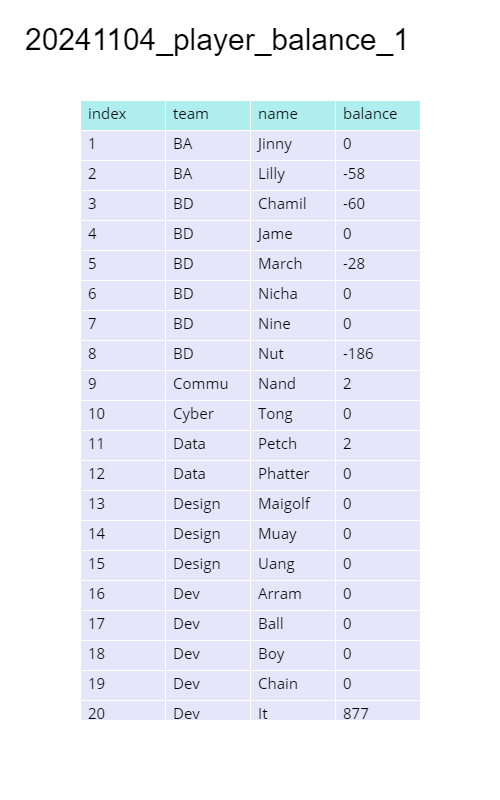 20241104_player_balance_1
index team name balance
1 BA Jinny 0
2 BA Lilly -58
3 BD Chamil -60
4 BD Jame 0
5 BD March -28
6 BD Nicha 0
7 BD Nine 0
8 BD Nut -186
9 Commu Nand 2
10 Cyber Tong 0
11 Data Petch 2
12 Data Phatter 0
13 Design Maigolf 0
14 Design Muay 0
15 Design Uang 0
16 Dev Arram 0
17 Dev Ball 0
18 Dev Boy 0
19 Dev Chain 0
20 Dev It 877